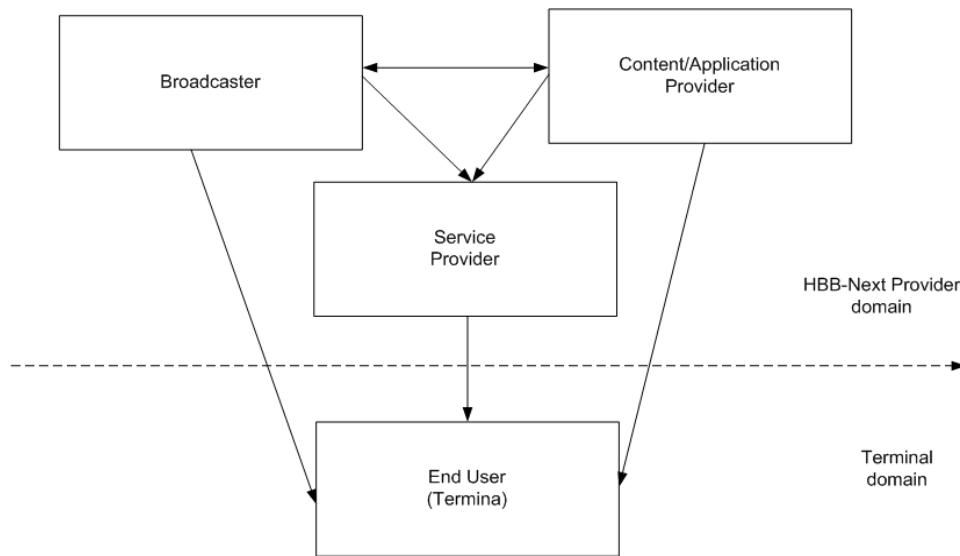 Broadcaster
Content/Application
Provider
Service
Provider
HBB-Next Provider
domain
End User
(Termina)
Terminal
domain